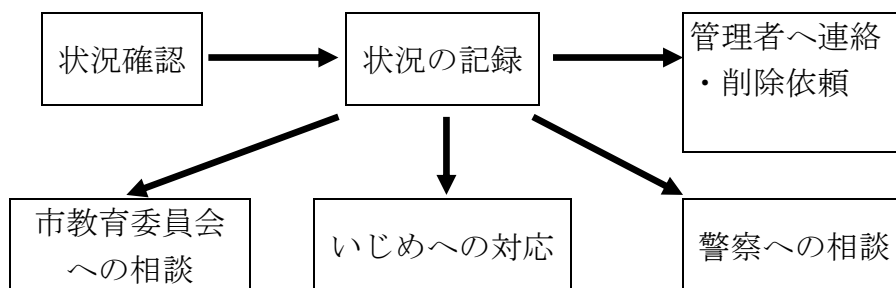 状況確認
状況の記録
管理者へ連絡
・削除依頼
市教育委員会
への相談
いじめへの対応
警察への相談